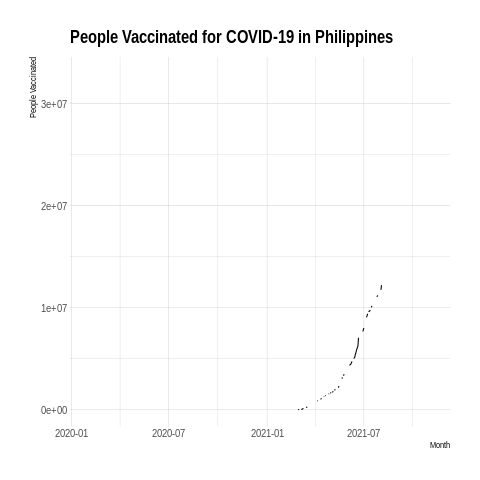 People Vaccinated for COVID-19 in Philippines
People Vaccinated
3e+07
2e+07
1e+07
0e+00
2020-01 2020-07 2021-01 2021-07
Month